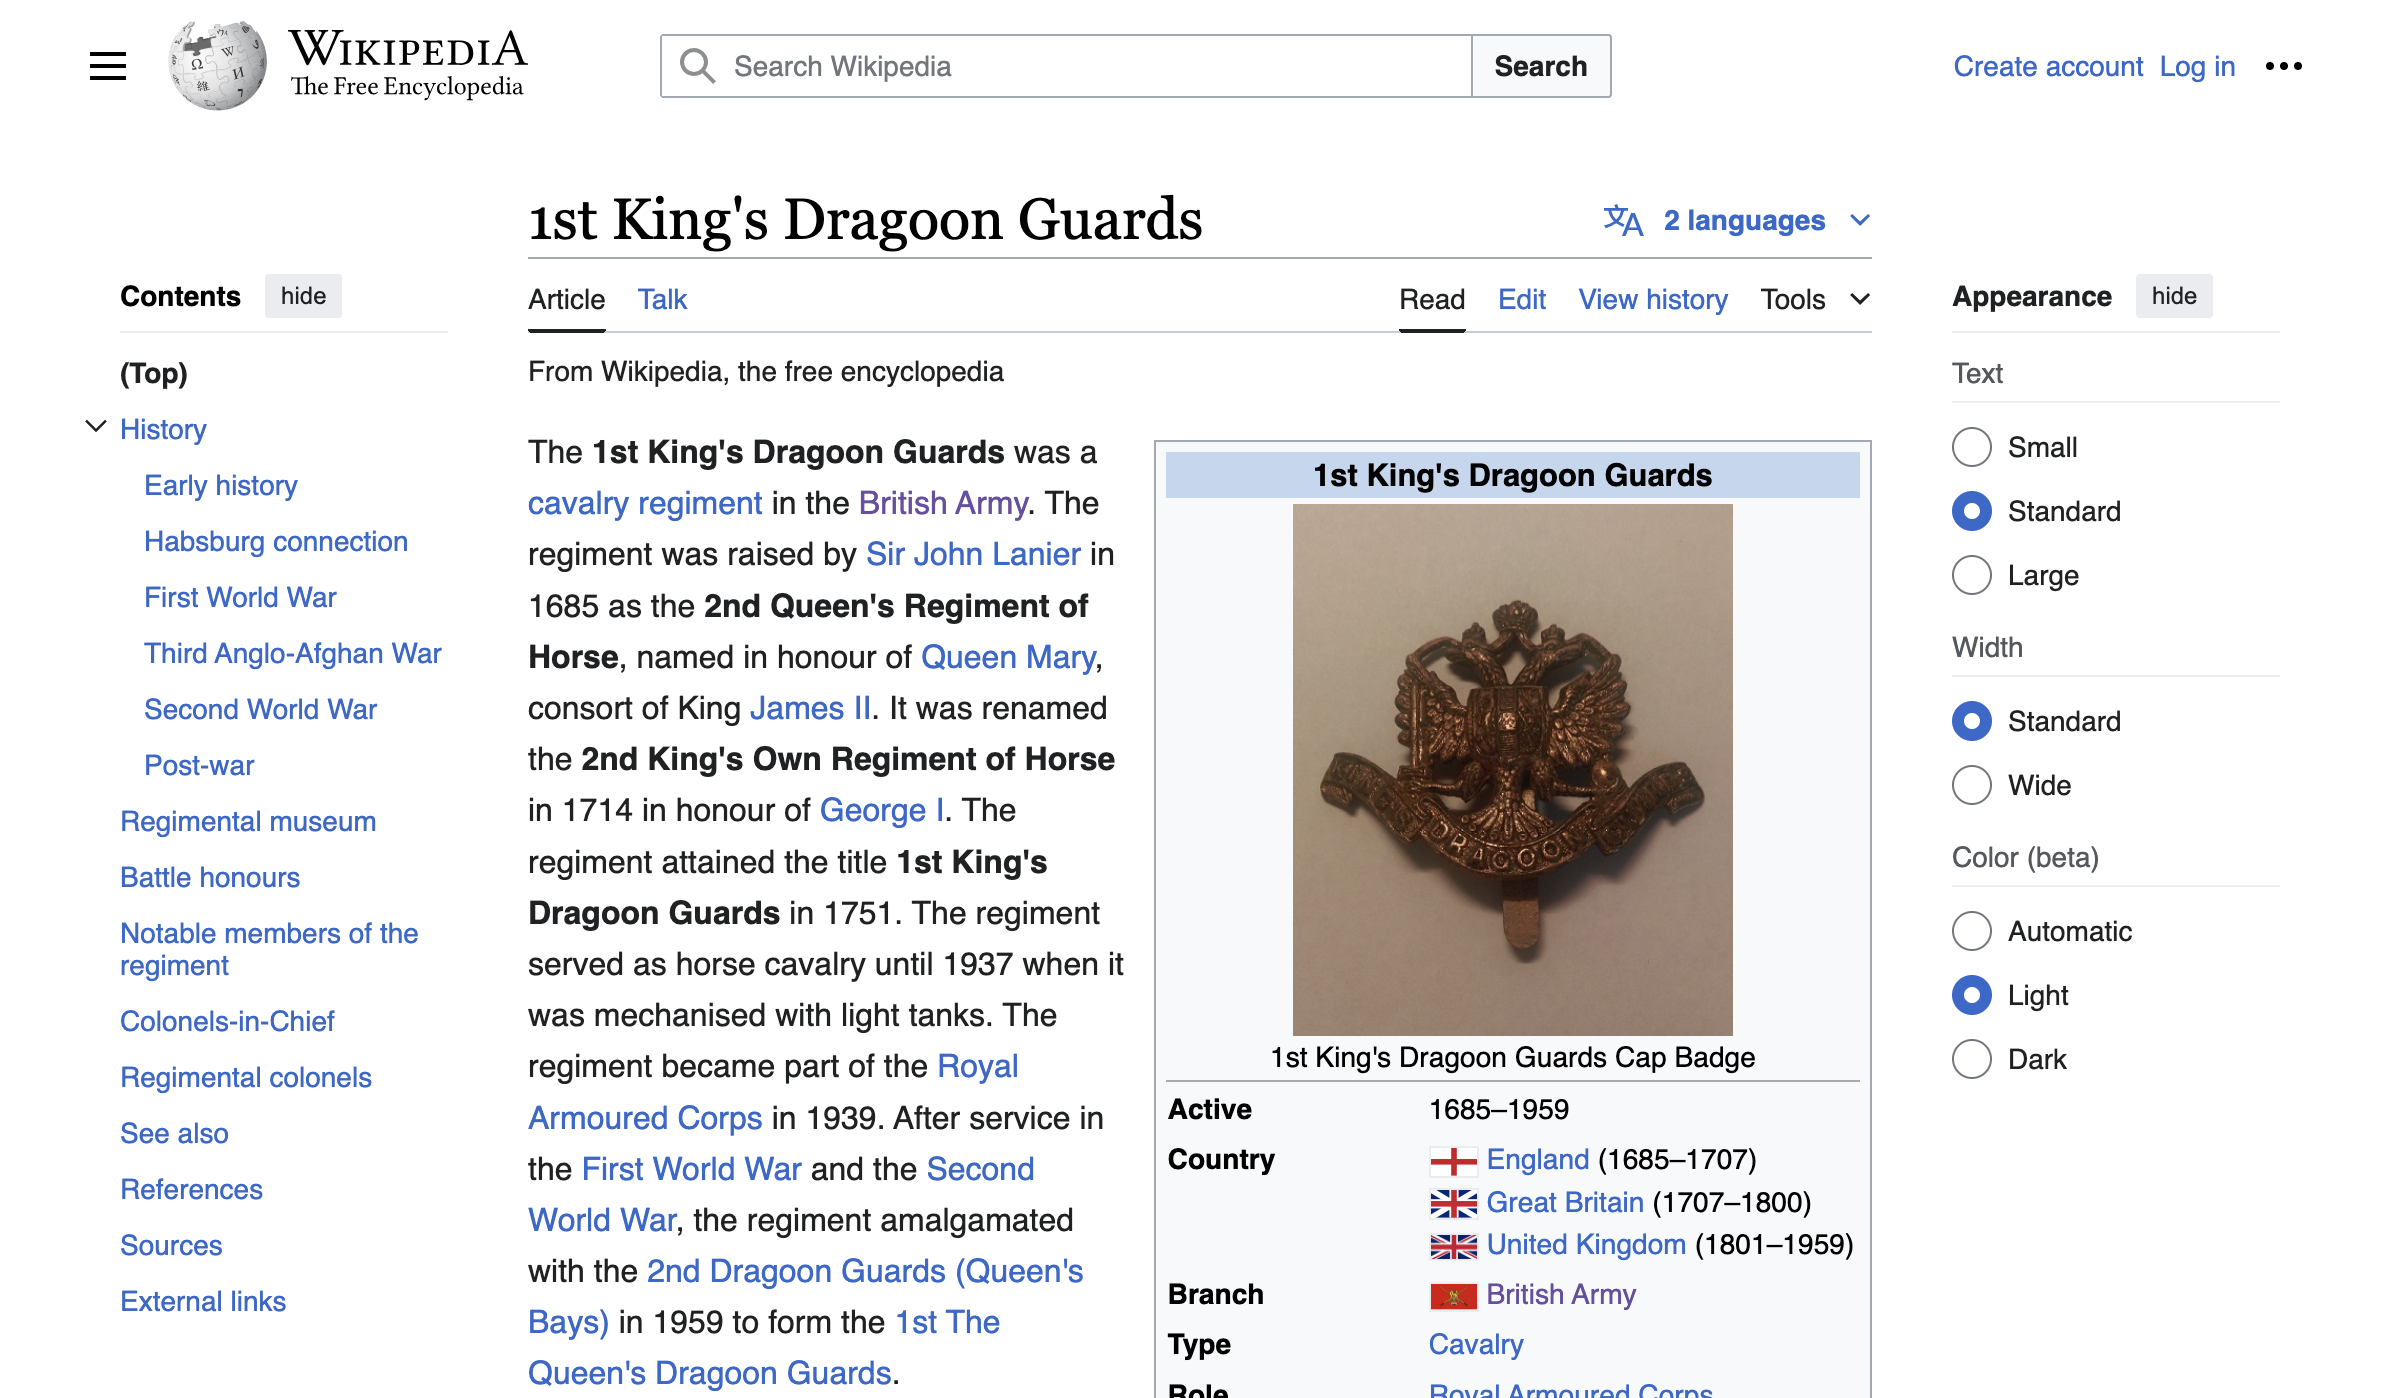 WIKIPEDIA
The Free Encyclopedia
Search Wikipedia
Search
Create account Log in
1st King's Dragoon Guards
2 languages
Contents hide
(Top)
History
Early history
Habsburg connection
First World War
Third Anglo-Afghan War
Second World War
Post-war
Regimental museum
Battle honours
Notable members of the
regiment
Colonels-in-Chief
Regimental colonels
See also
References
Sources
External links
Article Talk
Read Edit View history Tools
From Wikipedia, the free encyclopedia
The 1st King's Dragoon Guards was a
cavalry regiment in the British Army. The
regiment was raised by Sir John Lanier in
1685 as the 2nd Queen's Regiment of
Horse, named in honour of Queen Mary,
consort of King James II. It was renamed
the 2nd King's Own Regiment of Horse
in 1714 in honour of George I. The
regiment attained the title 1st King's
Dragoon Guards in 1751. The regiment
served as horse cavalry until 1937 when it
was mechanised with light tanks. The
regiment became part of the Royal
Armoured Corps in 1939. After service in
the First World War and the Second
World War, the regiment amalgamated
with the 2nd Dragoon Guards (Queen's
Bays) in 1959 to form the 1st The
Queen's Dragoon Guards.
1st King's Dragoon Guards
DRAGOON
1st King's Dragoon Guards Cap Badge
Active 1685–1959
Country England (1685–1707)
Great Britain (1707–1800)
United Kingdom (1801–1959)
Branch British Army
Type Cavalry
Role Royal Armoured Corps
Appearance hide
Text
Small
Standard
Large
Width
Standard
Wide
Color (beta)
Automatic
Light
Dark